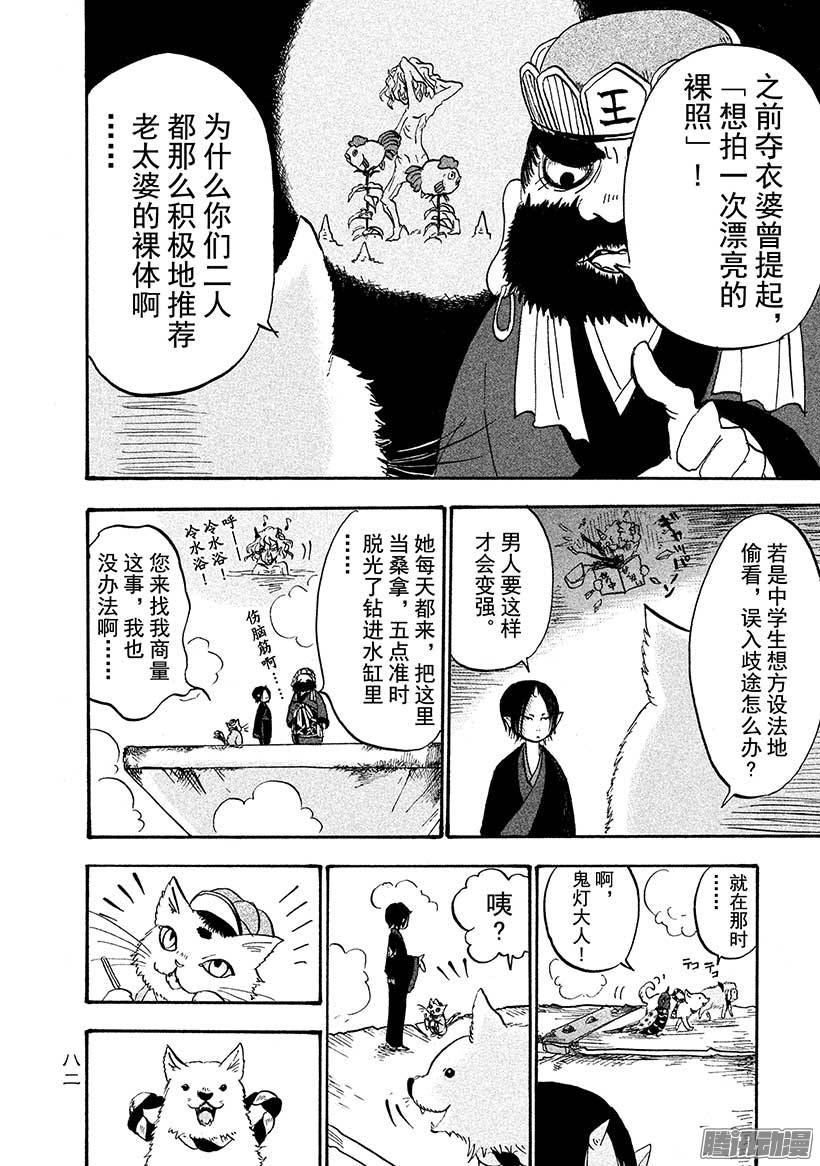 之前夺衣婆曾提起，
「想拍一次漂亮的
裸照」！
王
为什么你们二人
都那么积极地推荐
老太婆的裸体啊
……
若是中学生想方设法地
偷看，误入歧途怎么办？
男人要这样
才会变强。
她每天都来，把这里
当桑拿，五点准时
脱光了钻进水缸里
……
呼—
冷水浴！
冷水浴！
伤脑筋啊……
您来找我商量
这事，我也
没办法啊……
就在那时
……
テコ
テコ
啊，
鬼灯大人！
咦？
八二
腾讯动漫